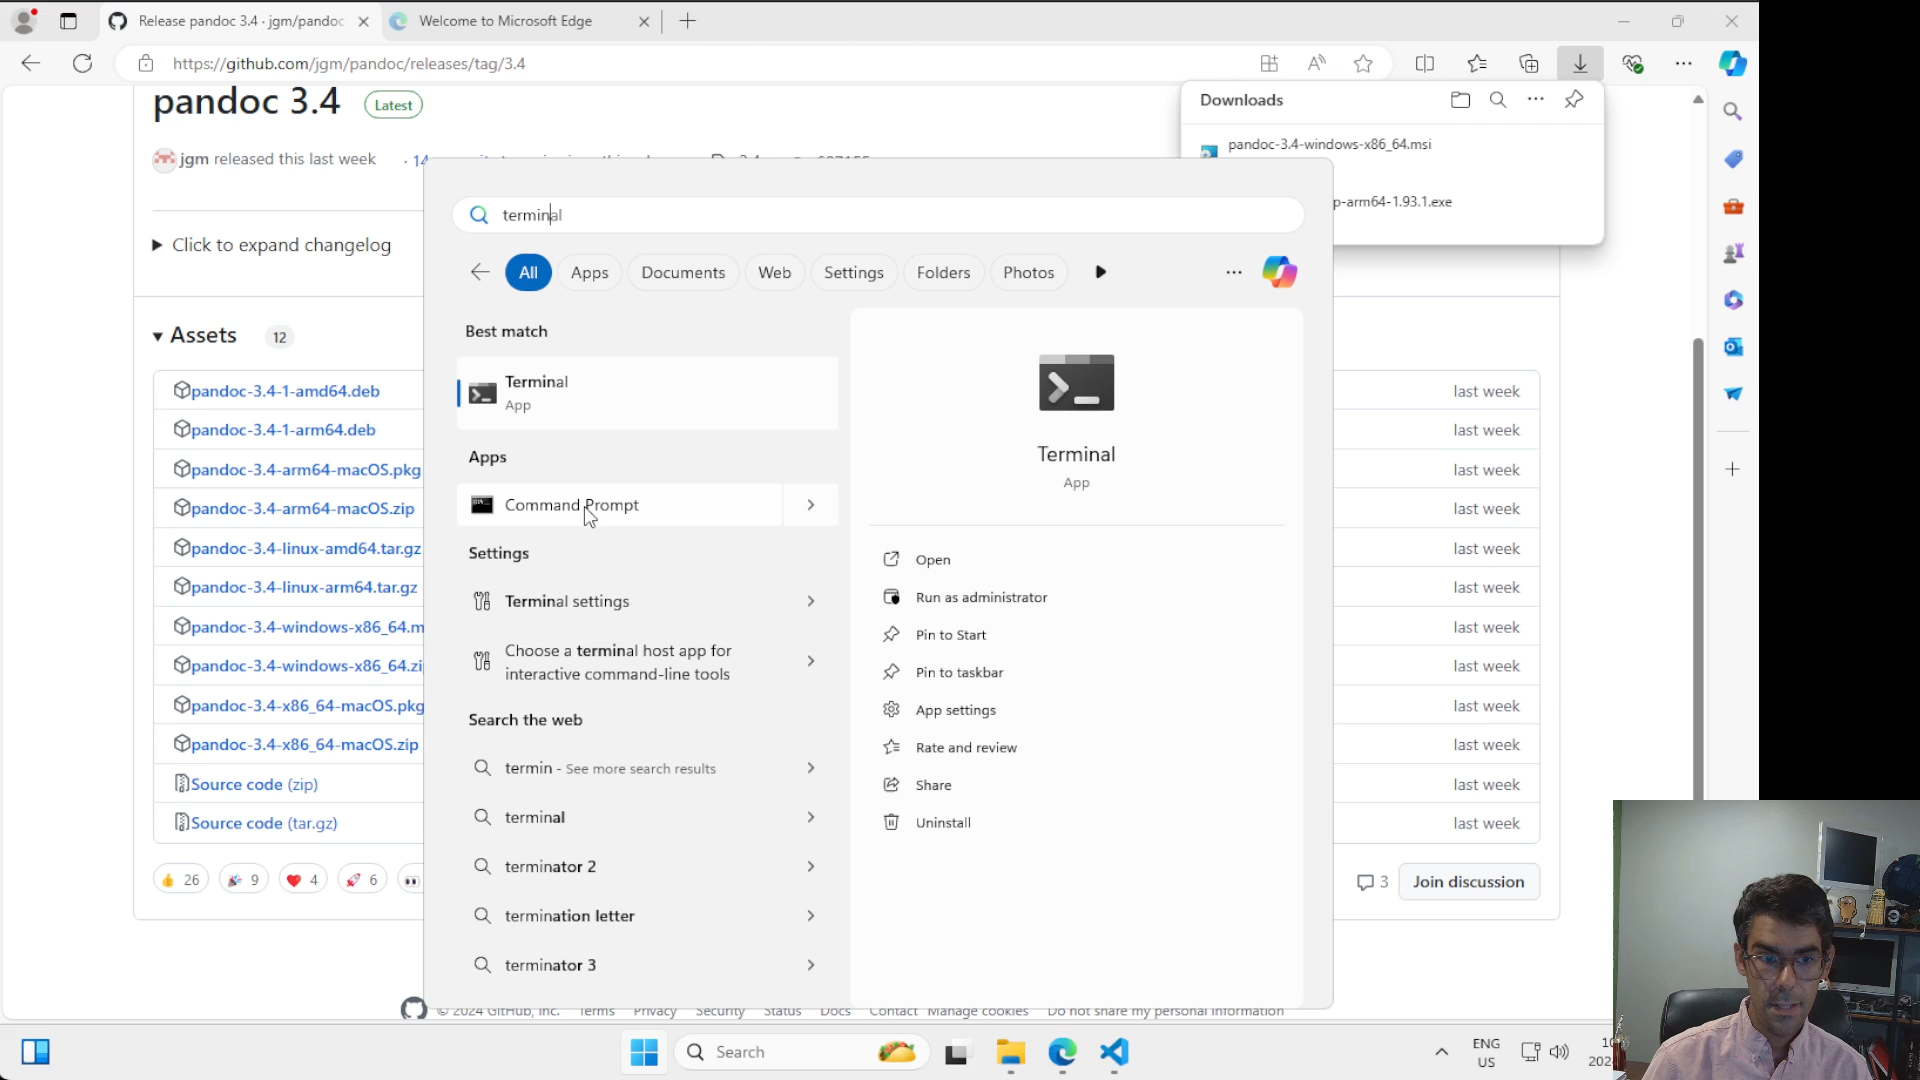 Release pandoc 3.4 · jgm/pandoc
Welcome to Microsoft Edge
https://github.com/jgm/pandoc/releases/tag/3.4
pandoc 3.4 Latest
jgm released this last week
Downloads
pandoc-3.4-windows-x86_64.msi
p-arm64-1.93.1.exe
Click to expand changelog
Assets 12
pandoc-3.4-1-amd64.deb
last week
pandoc-3.4-1-arm64.deb
last week
pandoc-3.4-arm64-macOS.pkg
last week
pandoc-3.4-arm64-macOS.zip
last week
pandoc-3.4-linux-amd64.tar.gz
last week
pandoc-3.4-linux-arm64.tar.gz
last week
pandoc-3.4-windows-x86_64.m
last week
pandoc-3.4-windows-x86_64.zi
last week
pandoc-3.4-x86_64-macOS.pkg
last week
pandoc-3.4-x86_64-macOS.zip
last week
Source code (zip)
last week
Source code (tar.gz)
last week
26 9 4 6
3 Join discussion
terminal
All Apps Documents Web Settings Folders Photos
Best match
Terminal
App
Apps
Command Prompt
Settings
Terminal settings
Choose a terminal host app for
interactive command-line tools
Search the web
termin - See more search results
terminal
terminator 2
termination letter
terminator 3
Terminal
App
Open
Run as administrator
Pin to Start
Pin to taskbar
App settings
Rate and review
Share
Uninstall
© 2024 GitHub, Inc. Terms Privacy Security Status Docs Contact Manage cookies Do not share my personal information
Search
ENG
US